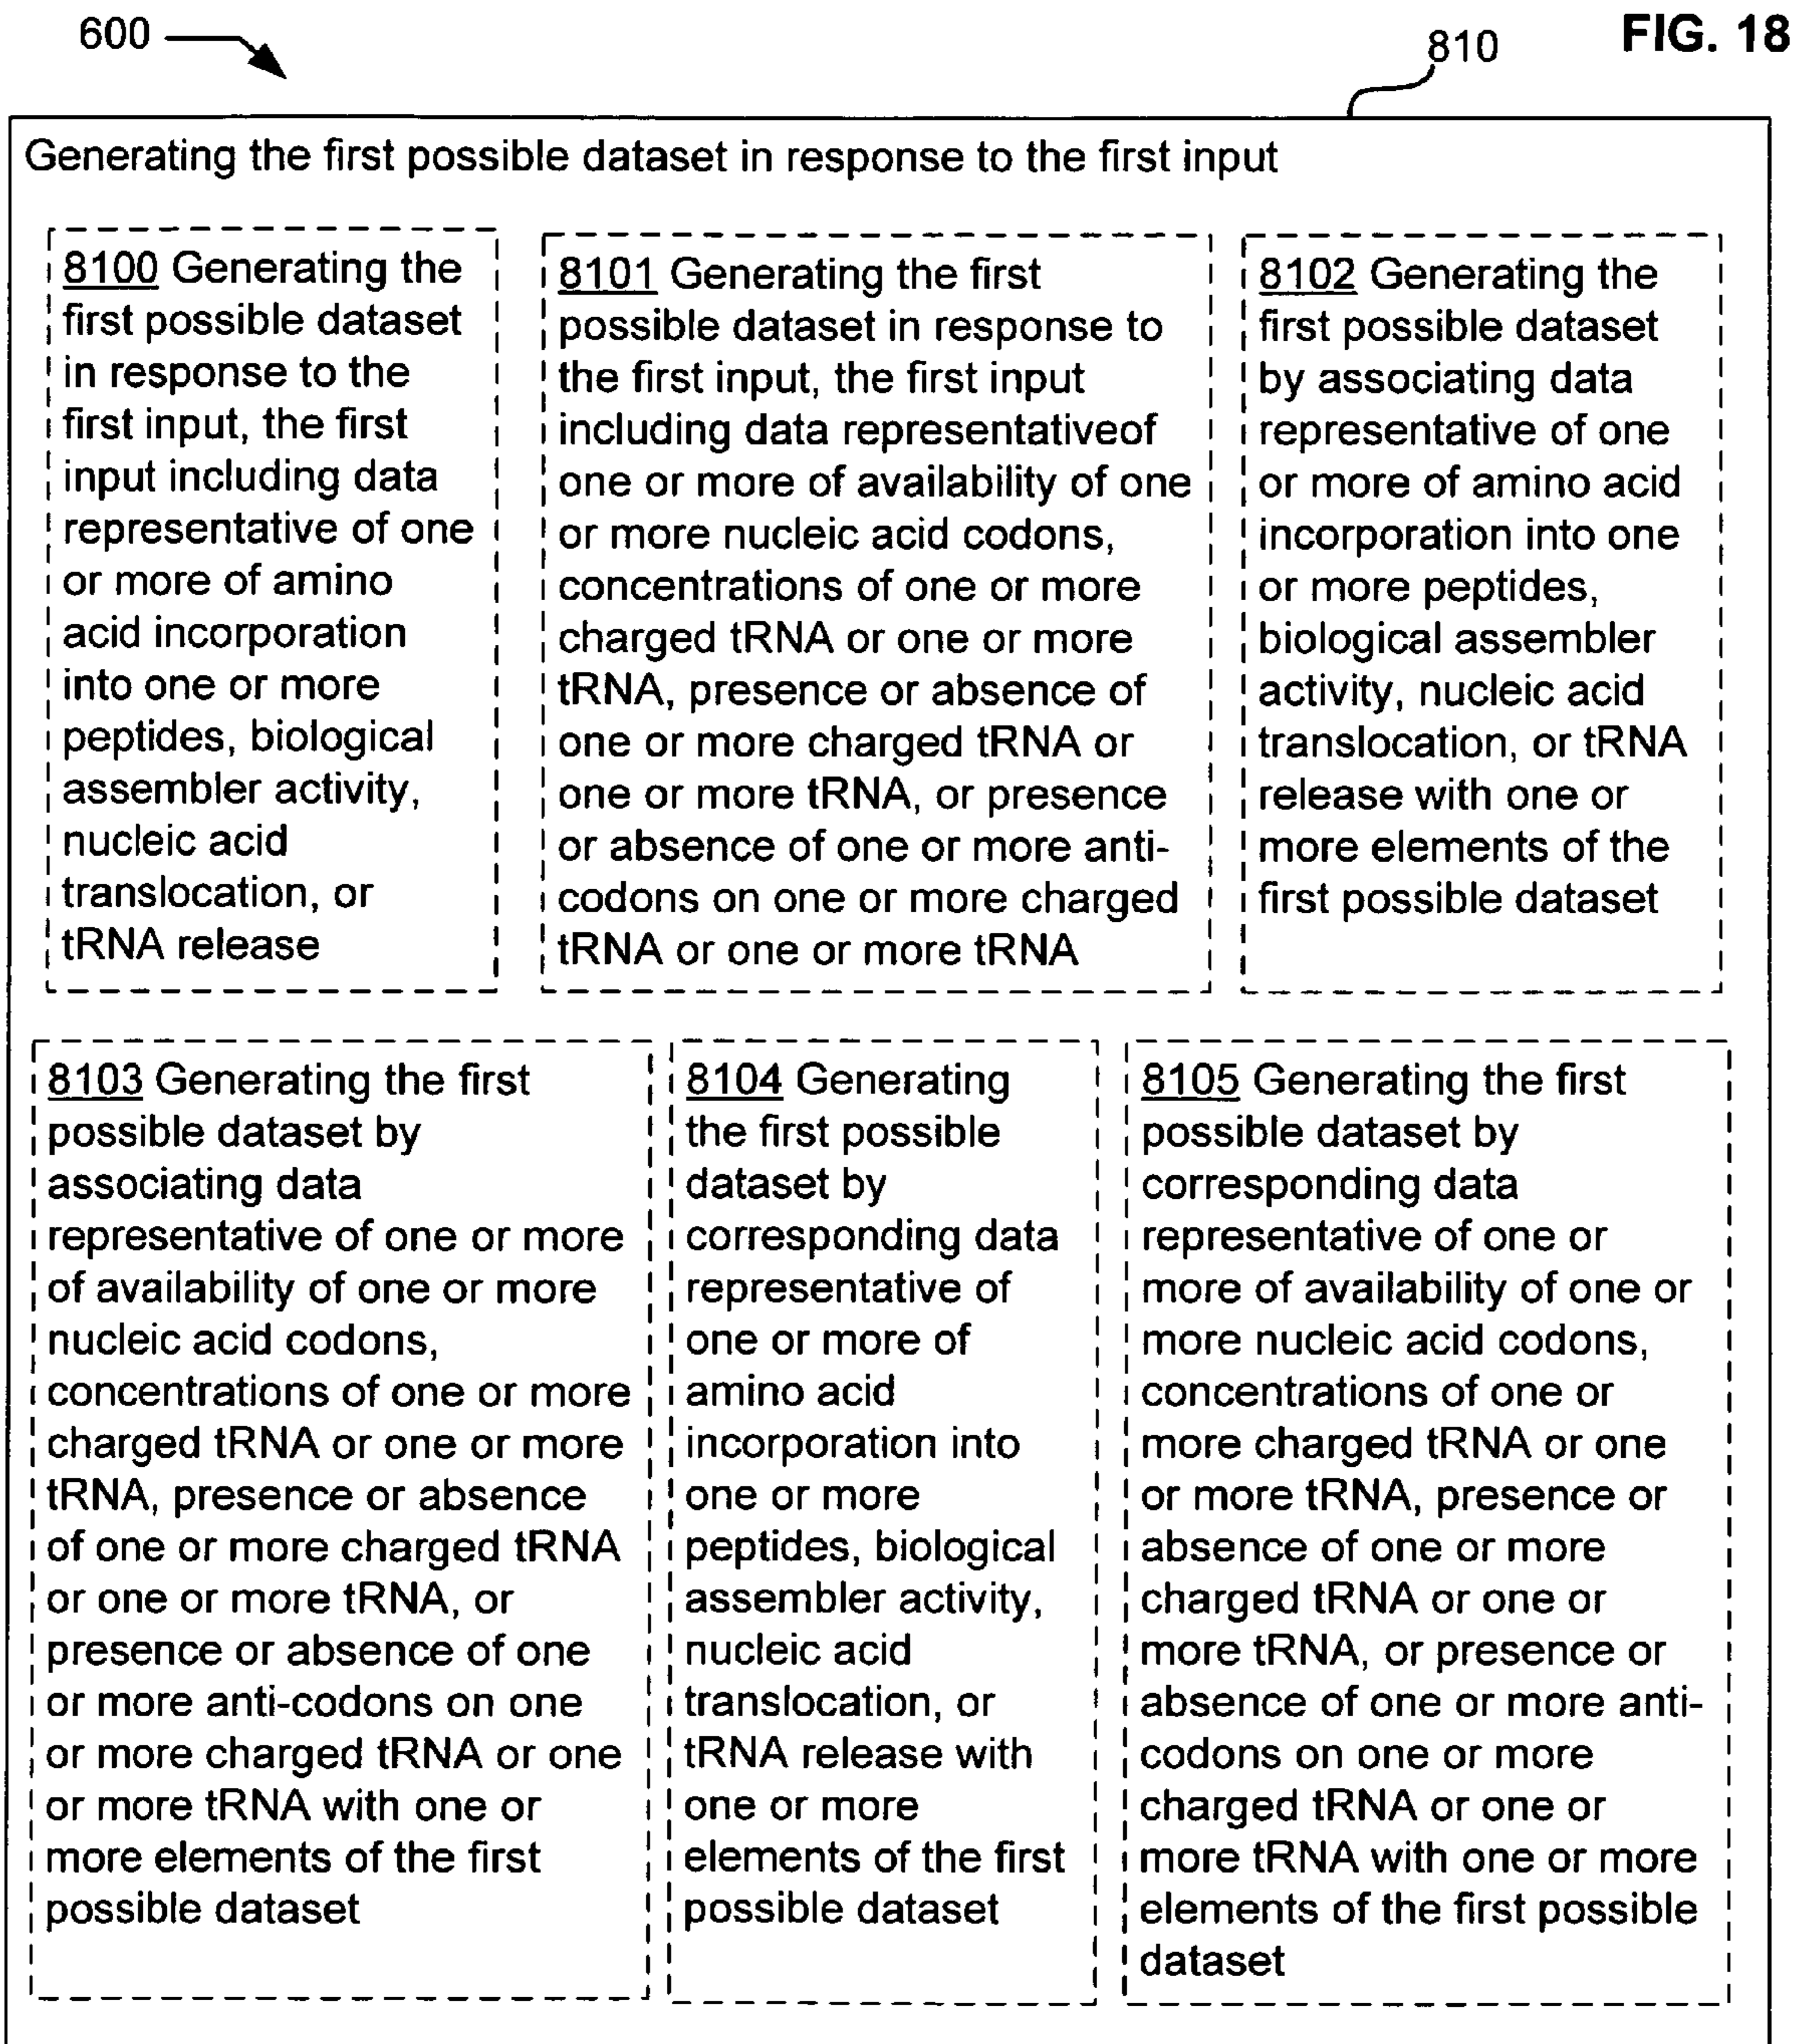 600
810
FIG. 18
Generating the first possible dataset in response to the first input
8100 Generating the
first possible dataset
in response to the
first input, the first
input including data
representative of one
or more of amino
acid incorporation
into one or more
peptides, biological
assembler activity,
nucleic acid
translocation, or
tRNA release
8101 Generating the first
possible dataset in response to
the first input, the first input
including data representativeof
one or more of availability of one
or more nucleic acid codons,
concentrations of one or more
charged tRNA or one or more
tRNA, presence or absence of
one or more charged tRNA or
one or more tRNA, or presence
or absence of one or more anti-
codons on one or more charged
tRNA or one or more tRNA
8102 Generating the
first possible dataset
by associating data
representative of one
or more of amino acid
incorporation into one
or more peptides,
biological assembler
activity, nucleic acid
translocation, or tRNA
release with one or
more elements of the
first possible dataset
8103 Generating the first
possible dataset by
associating data
representative of one or more
of availability of one or more
nucleic acid codons,
concentrations of one or more
charged tRNA or one or more
tRNA, presence or absence
of one or more charged tRNA
or one or more tRNA, or
presence or absence of one
or more anti-codons on one
or more charged tRNA or one
or more tRNA with one or
more elements of the first
possible dataset
8104 Generating
the first possible
dataset by
corresponding data
representative of
one or more of
amino acid
incorporation into
one or more
peptides, biological
assembler activity,
nucleic acid
translocation, or
tRNA release with
one or more
elements of the first
possible dataset
8105 Generating the first
possible dataset by
corresponding data
representative of one or
more of availability of one or
more nucleic acid codons,
concentrations of one or
more charged tRNA or one
or more tRNA, presence or
absence of one or more
charged tRNA or one or
more tRNA, or presence or
absence of one or more anti-
codons on one or more
charged tRNA or one or
more tRNA with one or more
elements of the first possible
dataset